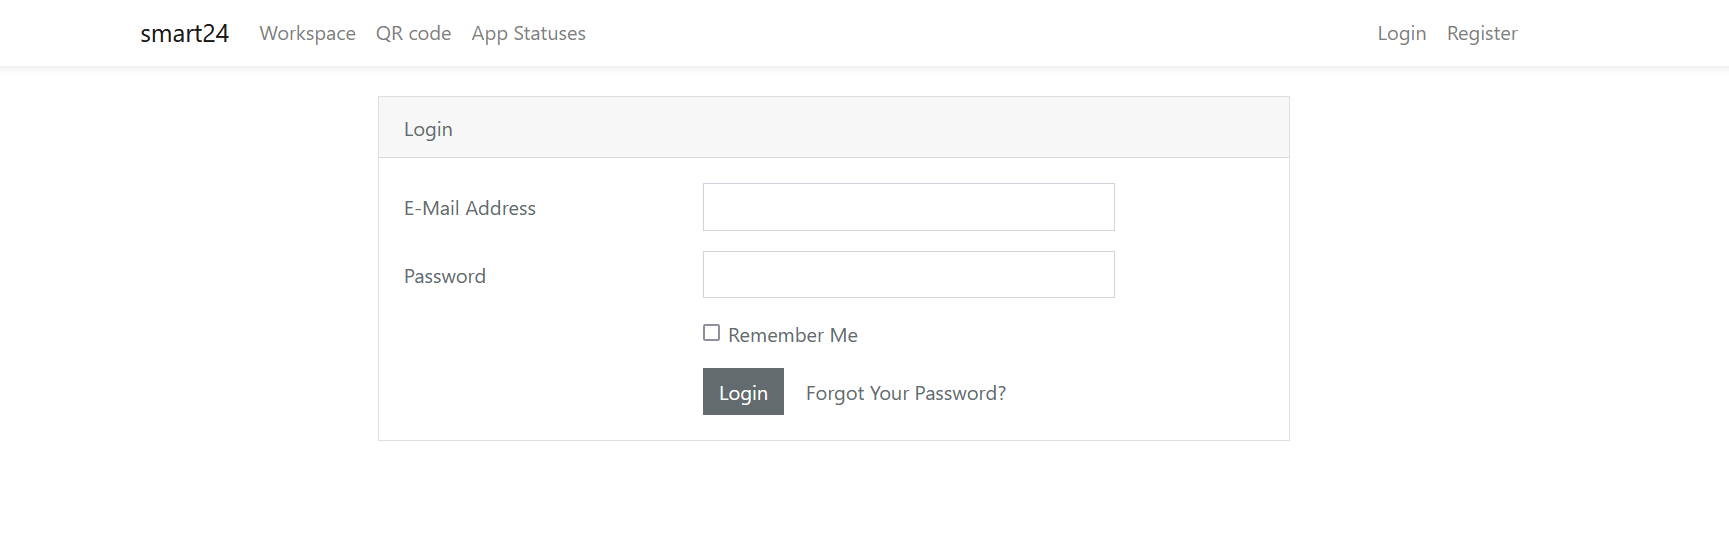 smart24 Workspace QR code App Statuses Login Register
Login
E-Mail Address
Password
Remember Me
Login Forgot Your Password?